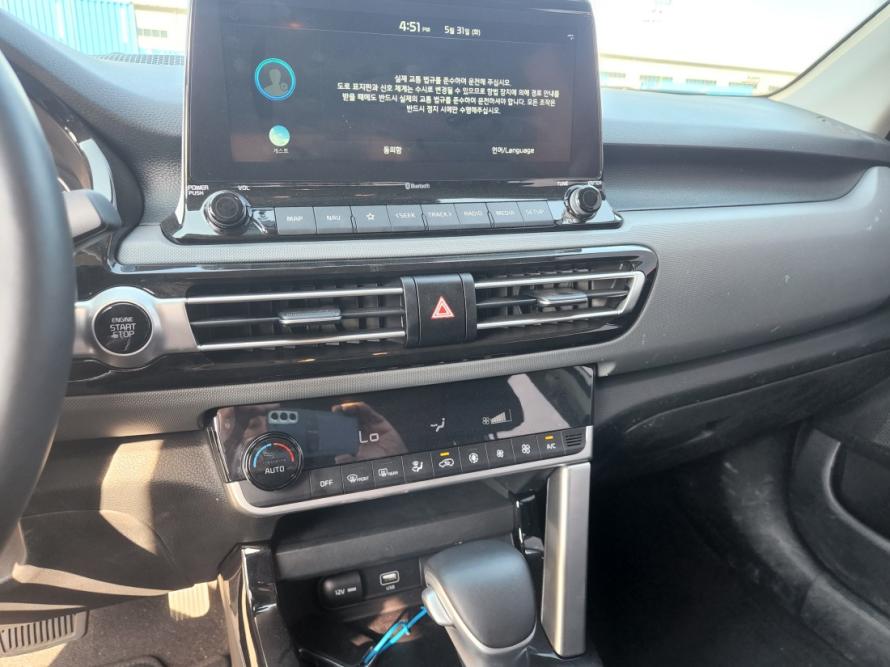 4:51 PM 5월 31일 (화)
실제 교통 법규를 준수하여 운전해 주십시오.
도로 표지판과 신호 체계는 수시로 변경될 수 있으므로 항법 장치에 의해 경로 안내를
받을 때에도 반드시 실제의 교통 법규를 준수하여 운전하셔야 합니다. 모든 조작은
반드시 정지 시에만 수행해주십시오.
게스트
동의함
언어/Language
Bluetooth
POWER
PUSH
VOL
TUNE
MAP NAV ☆ <SEEK TRACK> RADIO MEDIA SETUP
ENGINE
START
STOP
Lo
AUTO
OFF FRONT REAR A/C
12V
USB